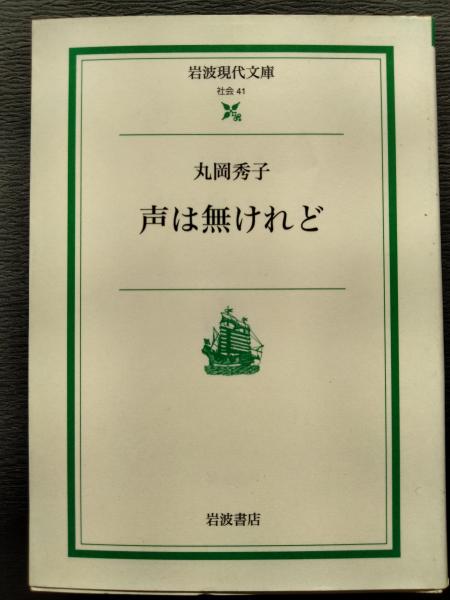 岩波現代文庫
社会 41
丸岡秀子
声は無けれど
岩波書店